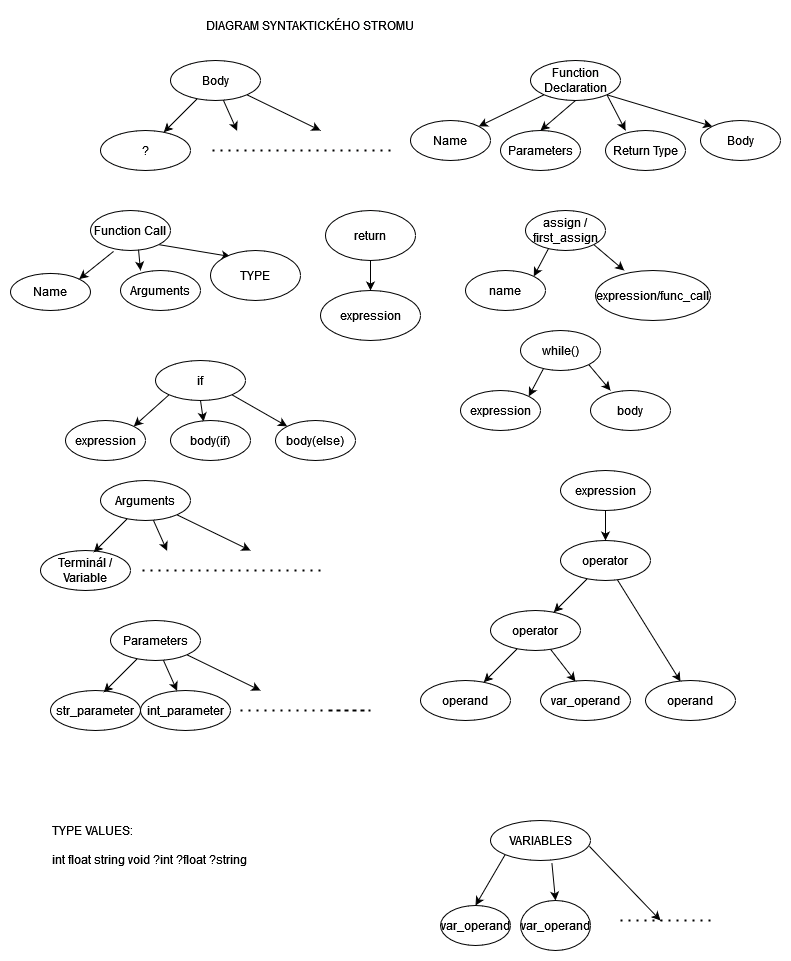 DIAGRAM SYNTAKTICKÉHO STROMU
Body
?
Function
Declaration
Name
Parameters
Return Type
Body
Function Call
Name
Arguments
TYPE
return
expression
assign /
first_assign
name
expression/func_call
while()
expression
body
if
expression
body(if)
body(else)
Arguments
Terminál /
Variable
expression
operator
operator
operand
var_operand
operand
Parameters
str_parameter
int_parameter
TYPE VALUES:
int float string void ?int ?float ?string
VARIABLES
var_operand
var_operand